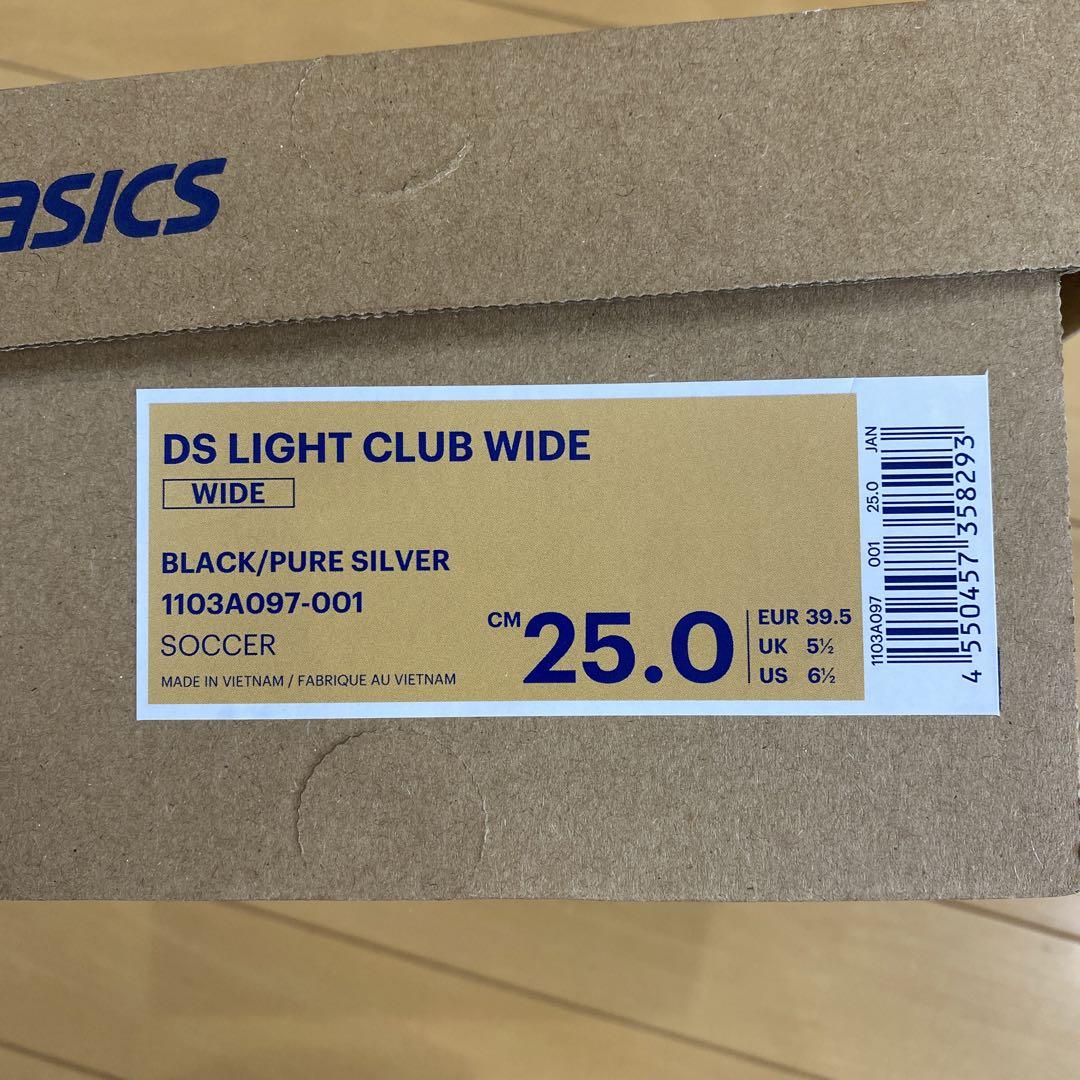 asics
DS LIGHT CLUB WIDE
WIDE
BLACK/PURE SILVER
1103A097-001
SOCCER
MADE IN VIETNAM / FABRIQUE AU VIETNAM
CM 25.0
EUR 39.5
UK 5½
US 6½
1103A097 001 25.0 JAN
4 550457 358293